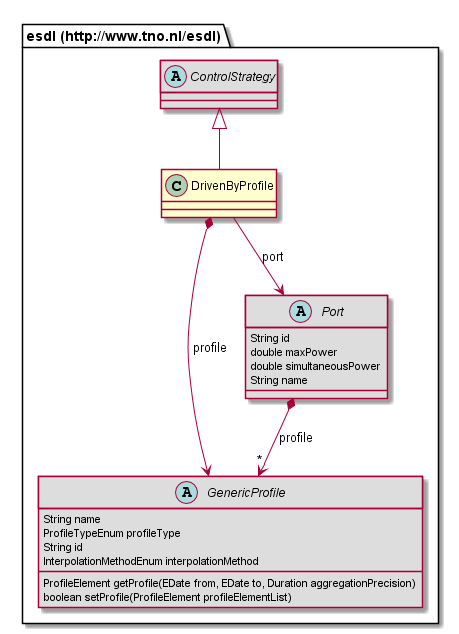 esdl (http://www.tno.nl/esdl)
A ControlStrategy
C DrivenByProfile
port
A Port
String id
double maxPower
double simultaneousPower
String name
profile
profile
*
A GenericProfile
String name
ProfileTypeEnum profileType
String id
InterpolationMethodEnum interpolationMethod
ProfileElement getProfile(EDate from, EDate to, Duration aggregationPrecision)
boolean setProfile(ProfileElement profileElementList)